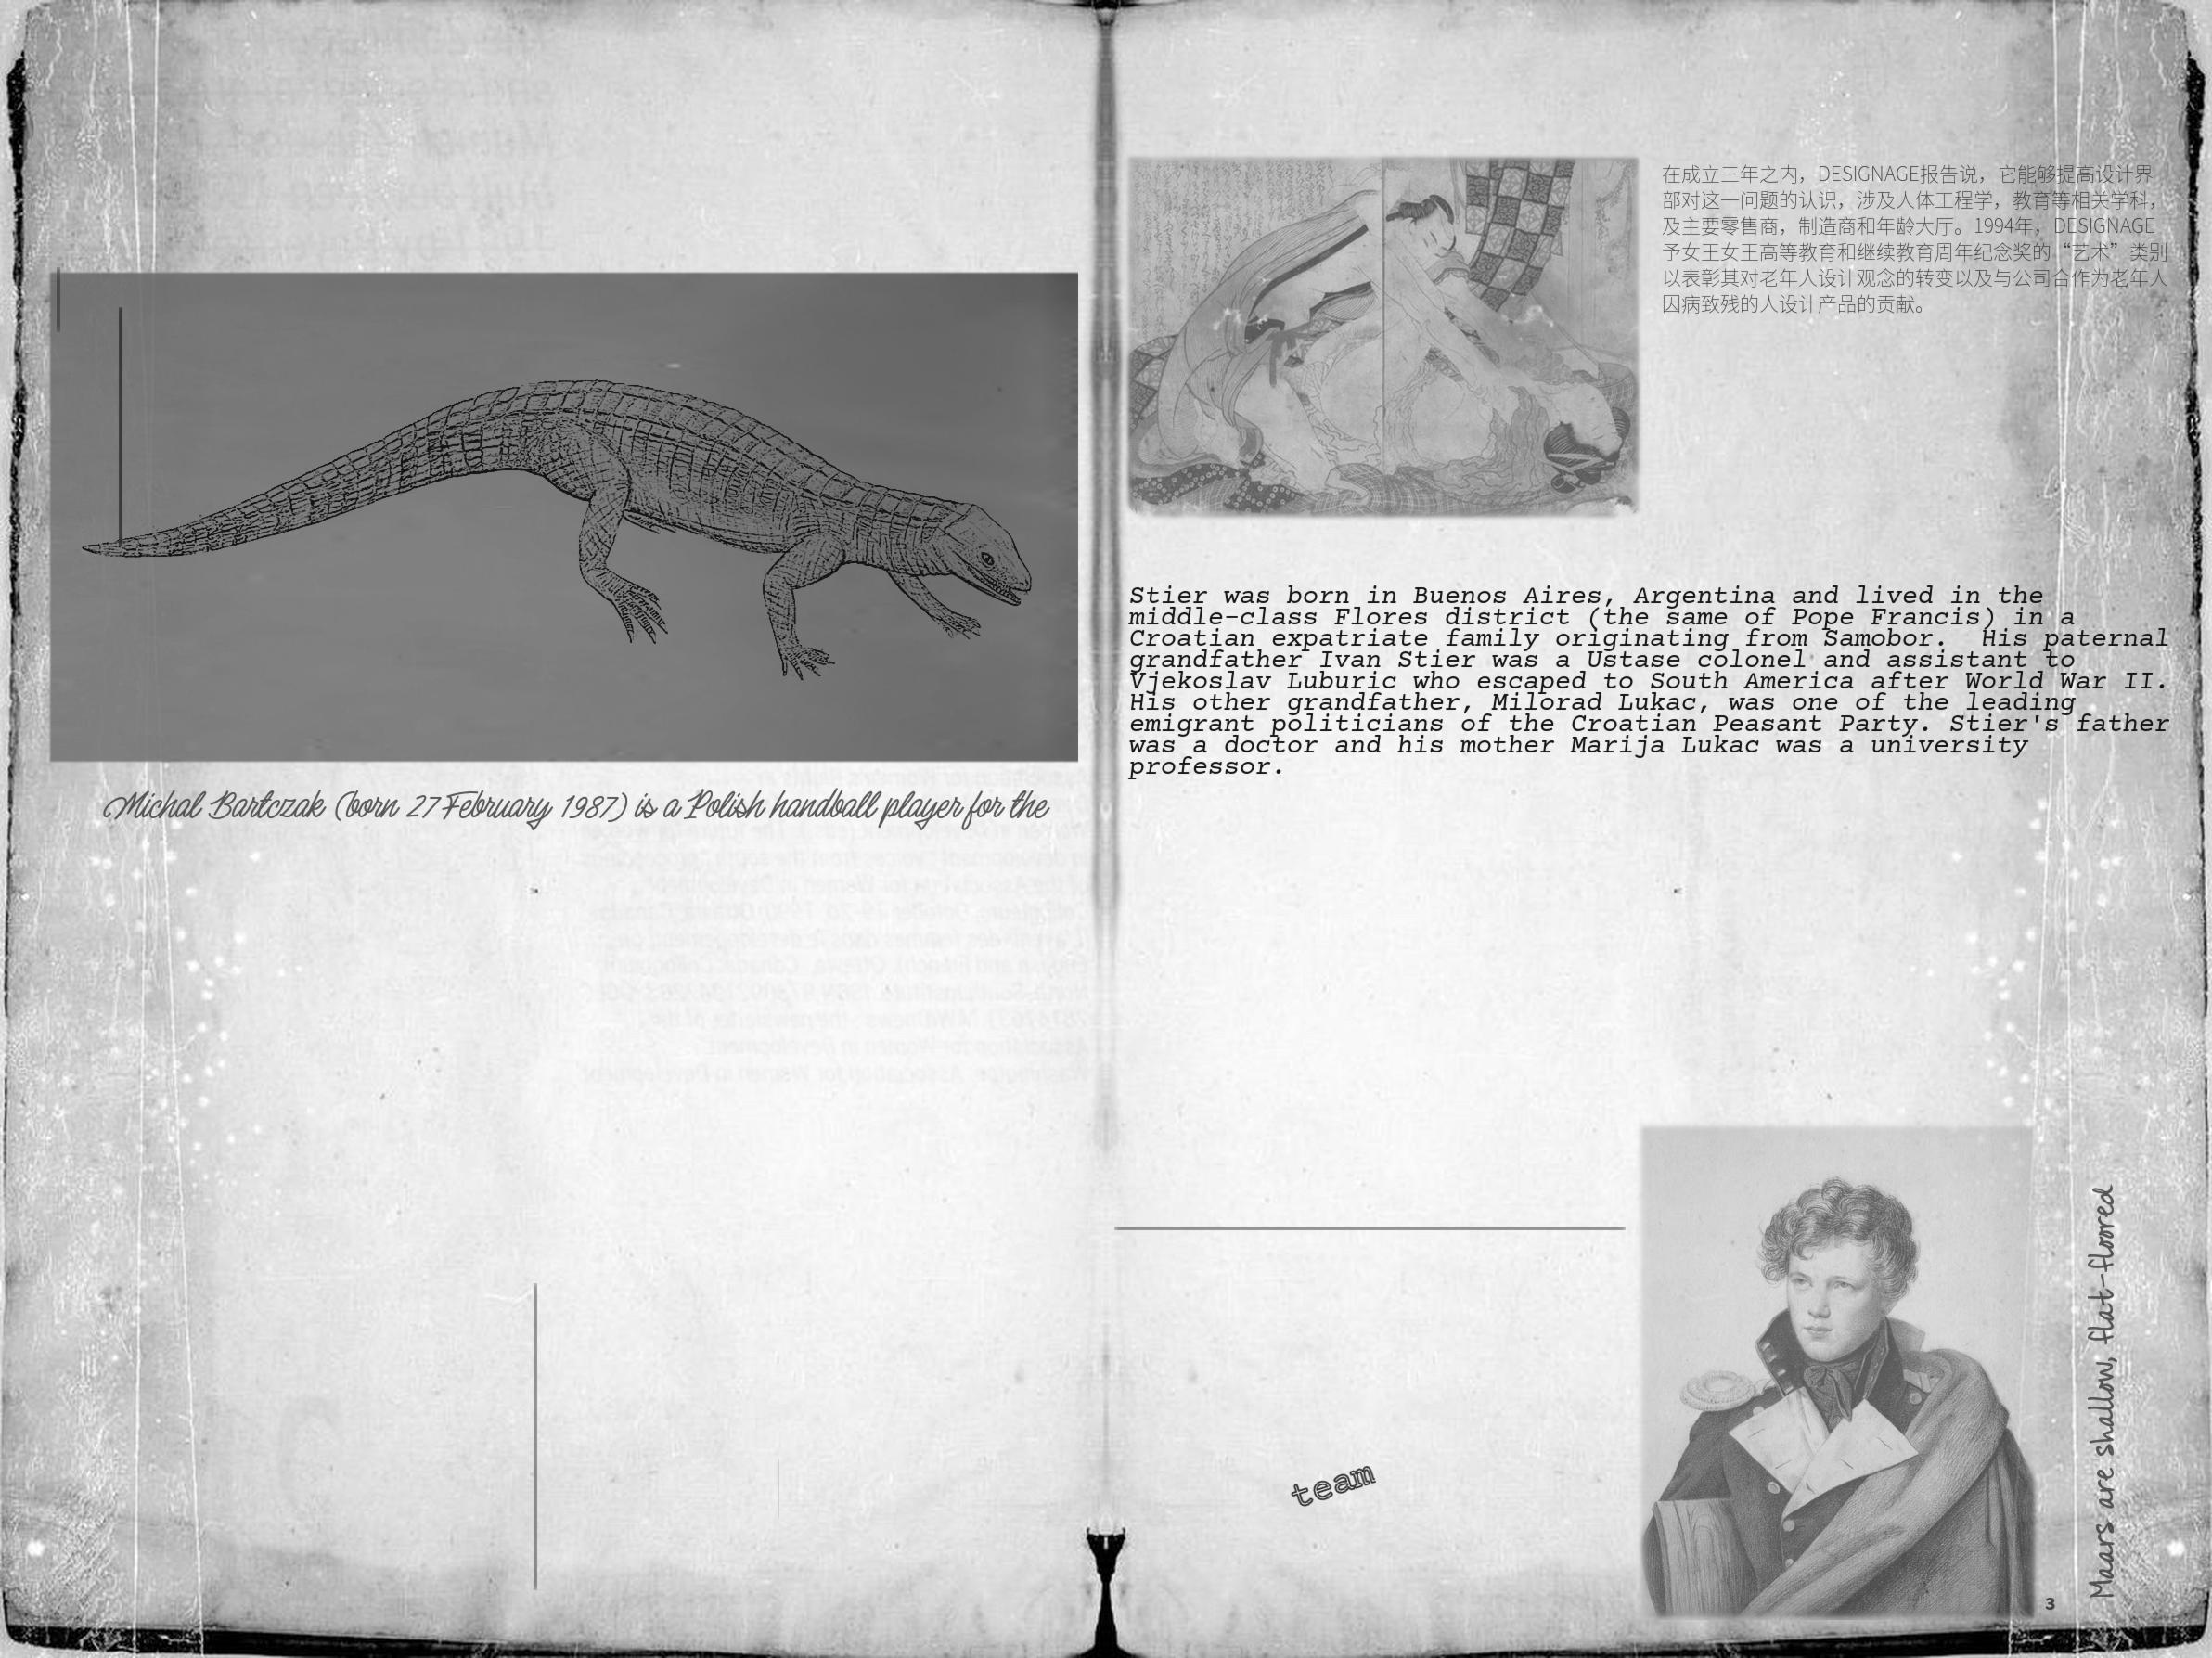 Michal Bartczak (born 27 February 1987) is a Polish handball player for the
在成立三年之内，DESIGNAGE报告说，它能够提高设计界
部对这一问题的认识，涉及人体工程学，教育等相关学科，
及主要零售商，制造商和年龄大厅。1994年，DESIGNAGE
予女王女王高等教育和继续教育周年纪念奖的“艺术”类别
以表彰其对老年人设计观念的转变以及与公司合作为老年人
因病致残的人设计产品的贡献。
Stier was born in Buenos Aires, Argentina and lived in the
middle-class Flores district (the same of Pope Francis) in a
Croatian expatriate family originating from Samobor.  His paternal
grandfather Ivan Stier was a Ustase colonel and assistant to
Vjekoslav Luburic who escaped to South America after World War II.
His other grandfather, Milorad Lukac, was one of the leading
emigrant politicians of the Croatian Peasant Party. Stier's father
was a doctor and his mother Marija Lukac was a university
professor.
team
Maars are shallow, flat-floored
3